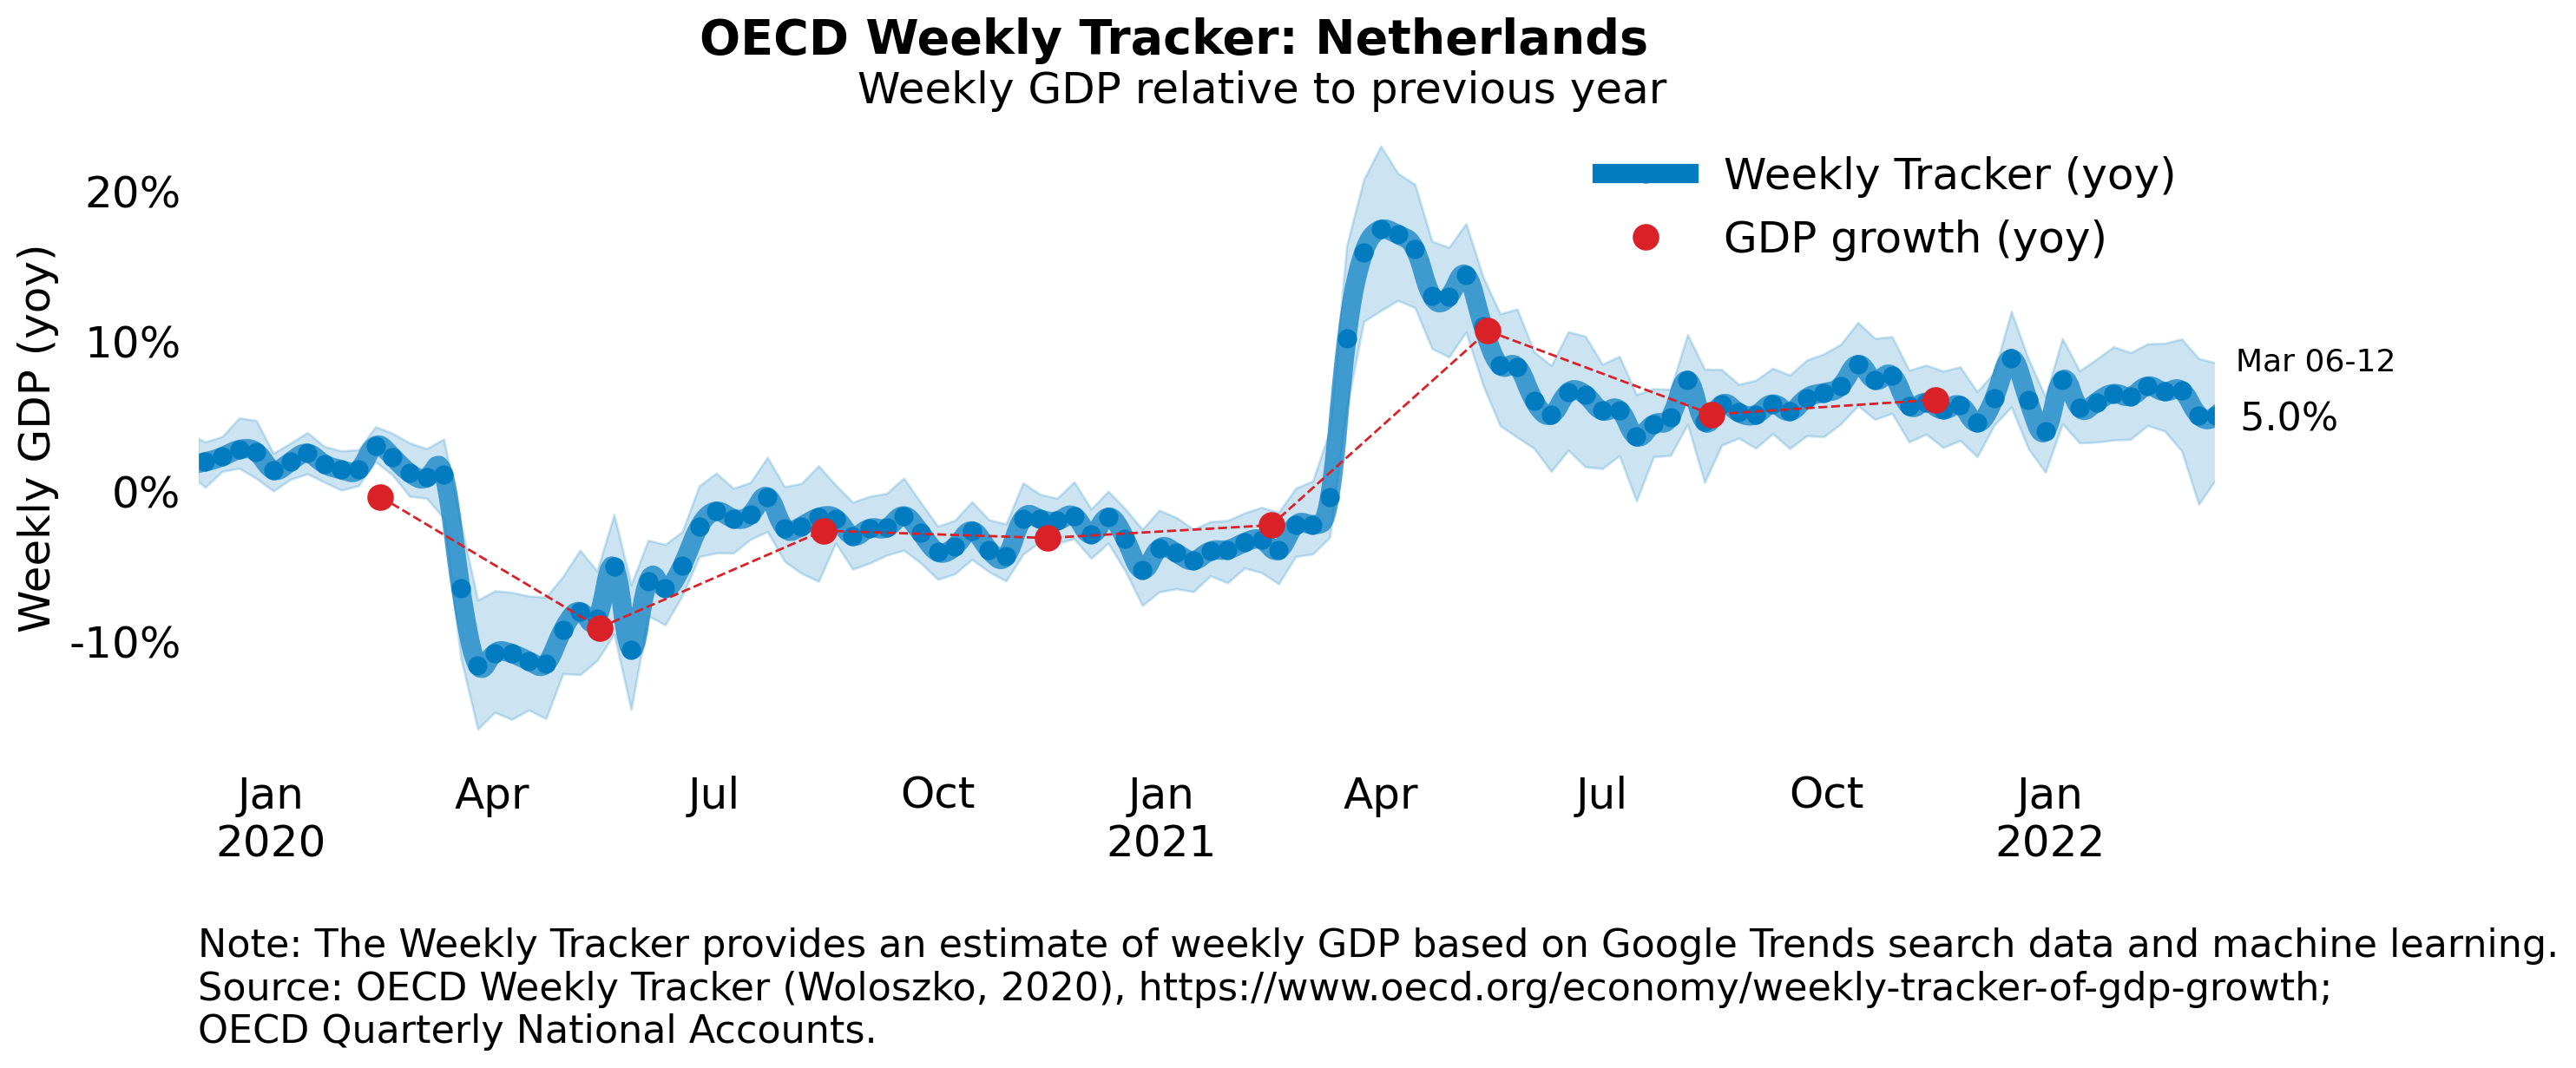 OECD Weekly Tracker: Netherlands
Weekly GDP relative to previous year
Weekly Tracker (yoy)
GDP growth (yoy)
Weekly GDP (yoy)
20%
10%
0%
-10%
Mar 06-12
5.0%
Jan Apr Jul Oct Jan Apr Jul Oct Jan
2020 2021 2022
Note: The Weekly Tracker provides an estimate of weekly GDP based on Google Trends search data and machine learning.
Source: OECD Weekly Tracker (Woloszko, 2020), https://www.oecd.org/economy/weekly-tracker-of-gdp-growth;
OECD Quarterly National Accounts.